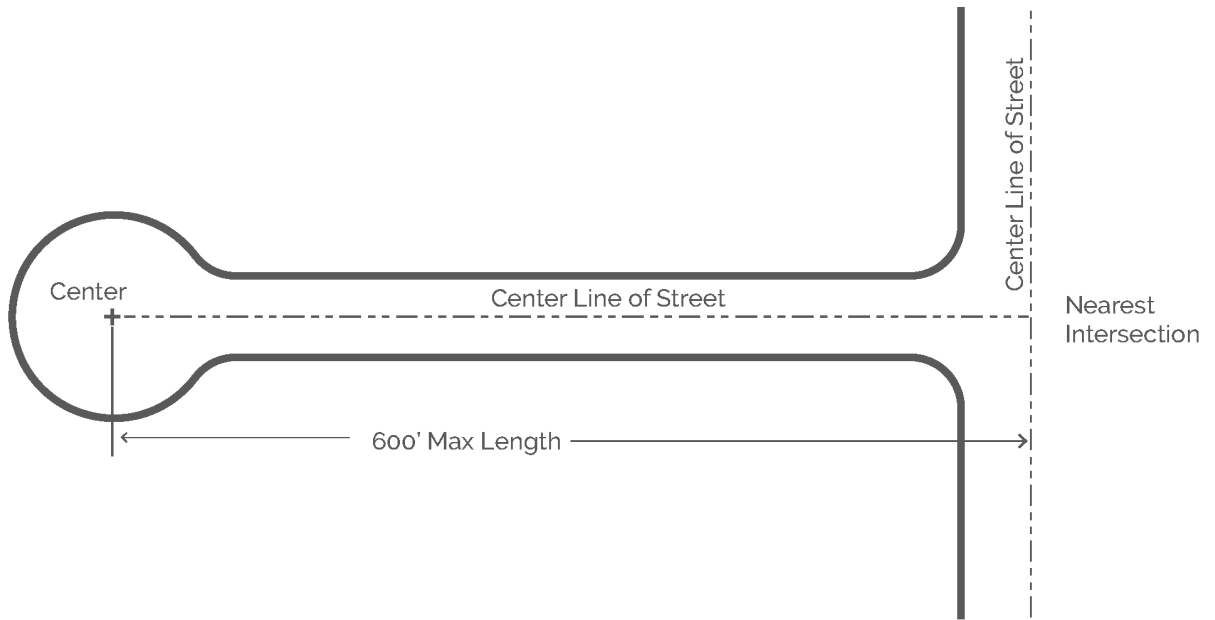 Center Line of Street
Center
Center Line of Street
Nearest
Intersection
600' Max Length